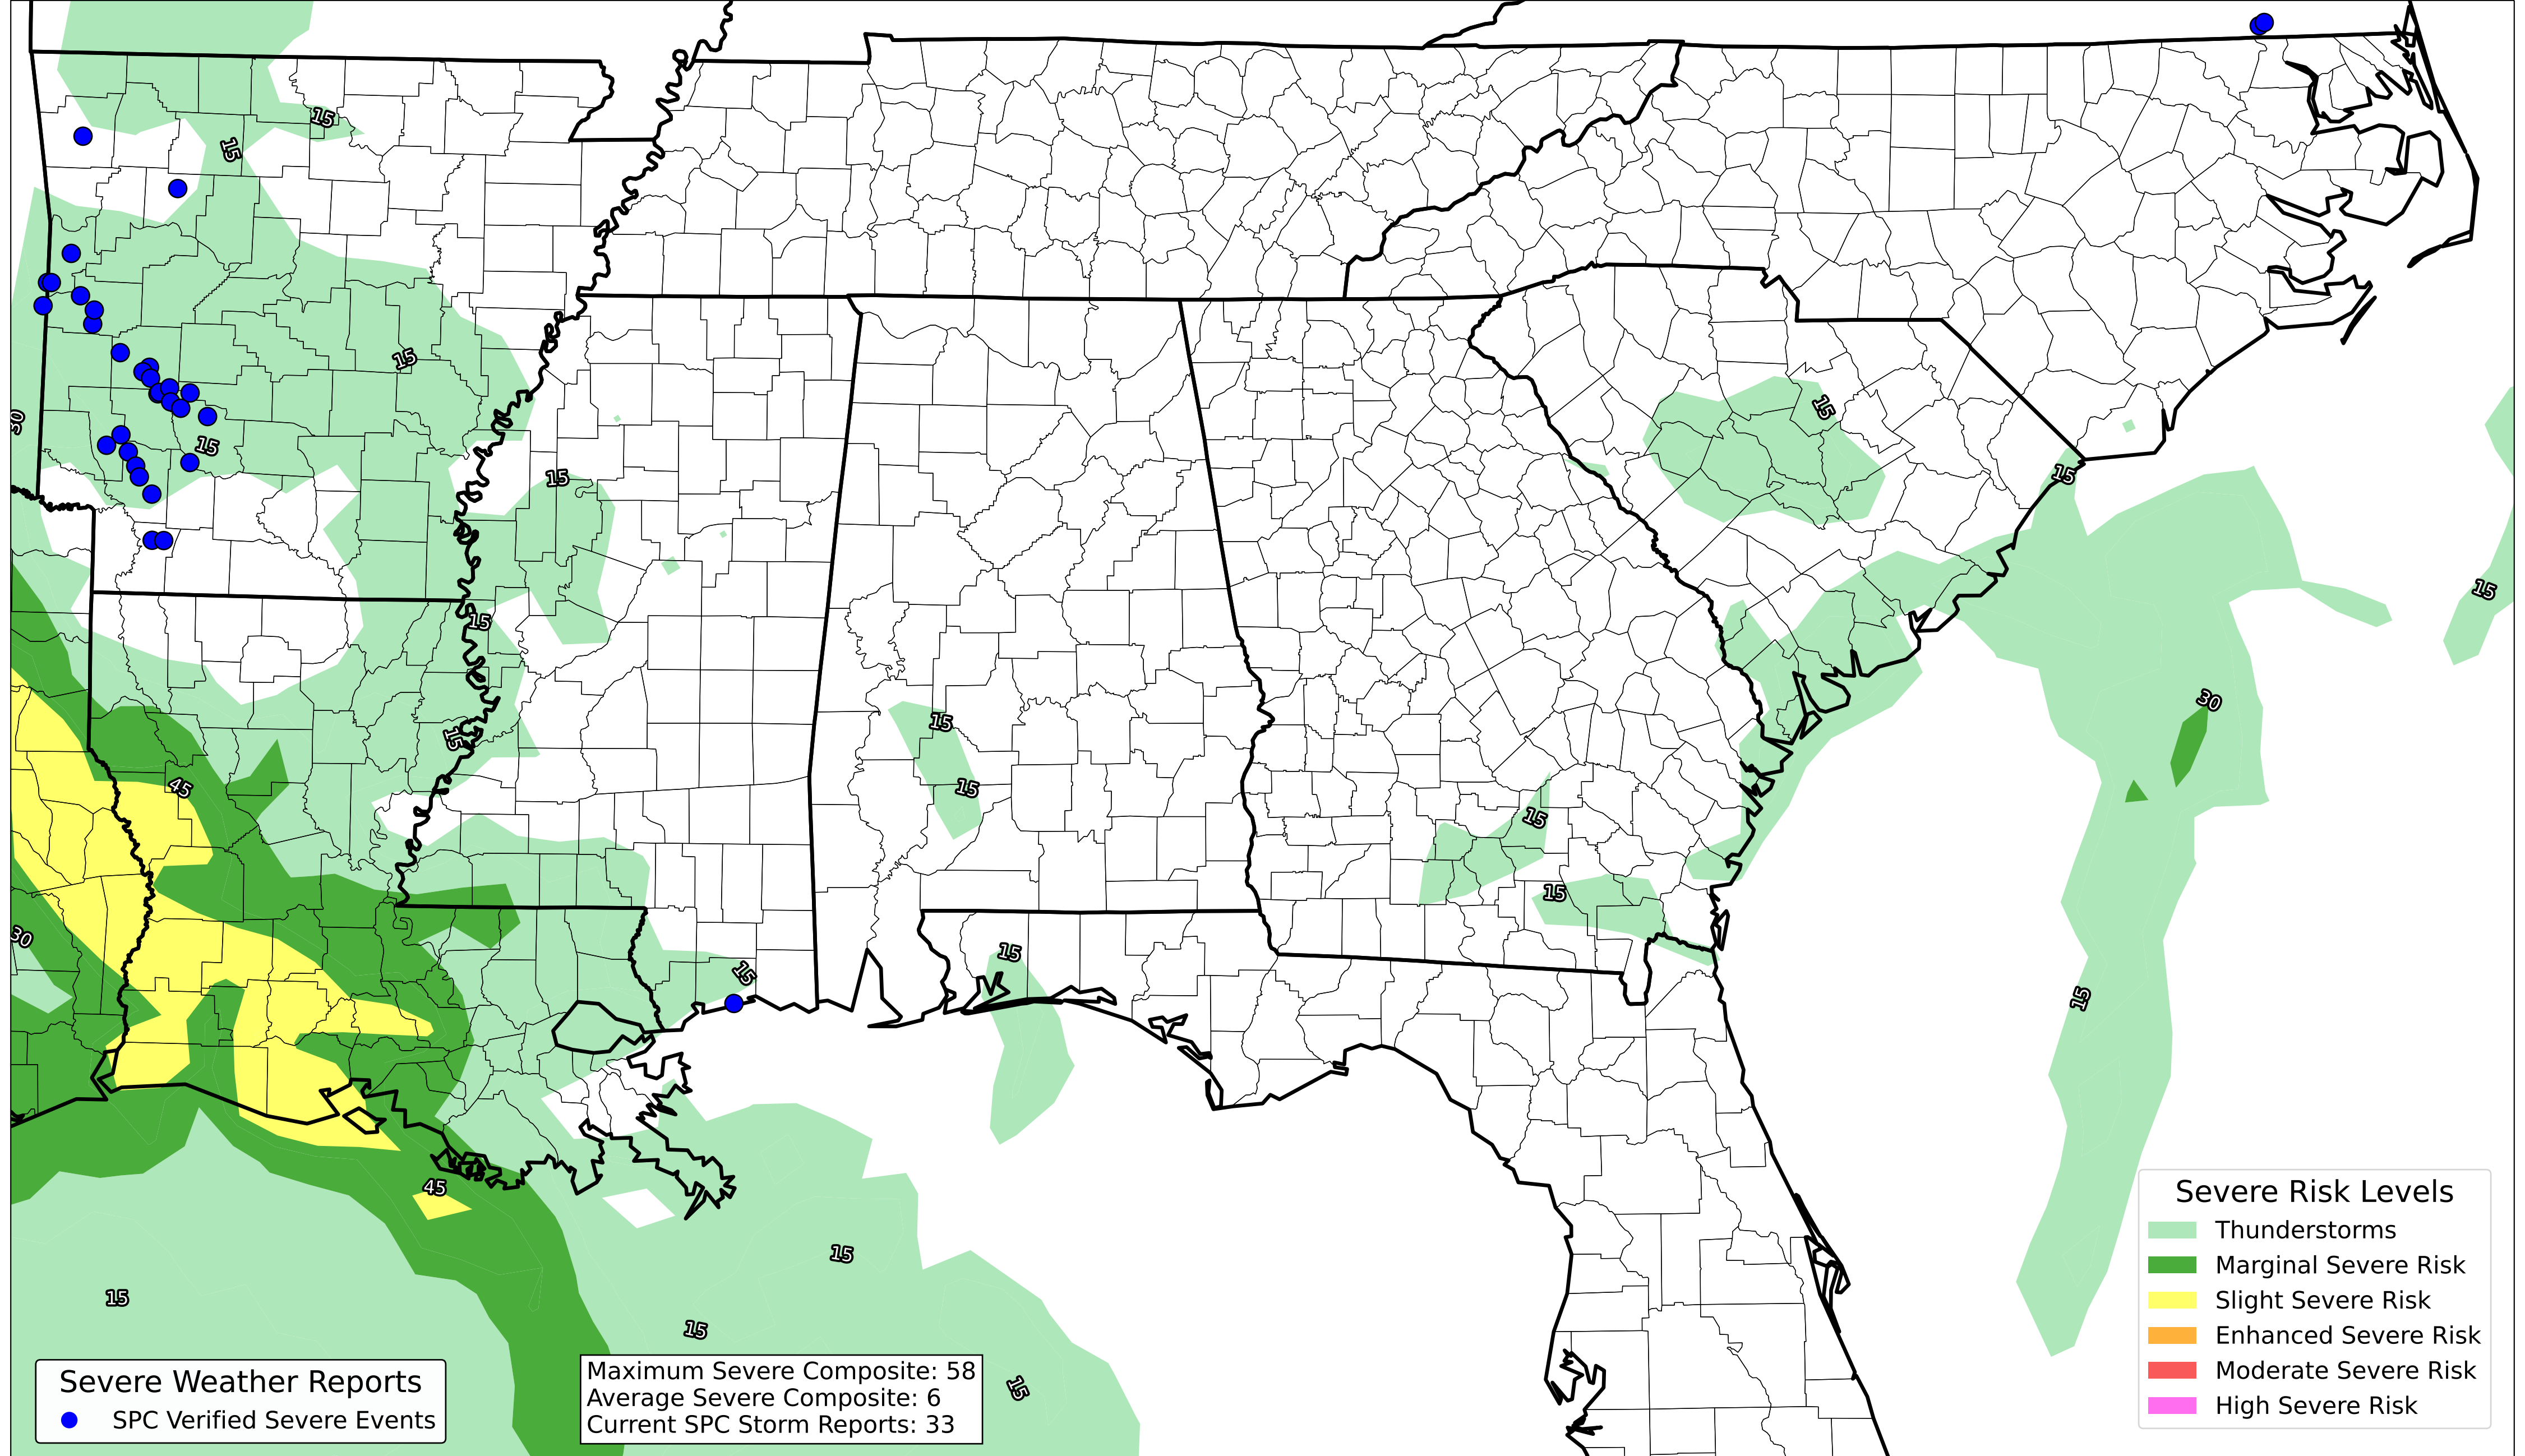 15
15
15
30
15
15
15
15
15
15
45
15
15
30
15
15
15
30
15
15
15
45
15
15
15
15
Severe Weather Reports
SPC Verified Severe Events
Maximum Severe Composite: 58
Average Severe Composite: 6
Current SPC Storm Reports: 33
Severe Risk Levels
Thunderstorms
Marginal Severe Risk
Slight Severe Risk
Enhanced Severe Risk
Moderate Severe Risk
High Severe Risk